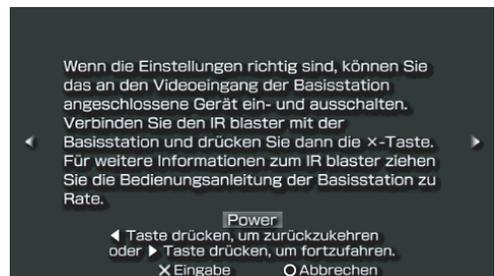 Wenn die Einstellungen richtig sind, können Sie
das an den Videoeingang der Basisstation
angeschlossene Gerät ein- und ausschalten.
Verbinden Sie den IR blaster mit der
Basisstation und drücken Sie dann die ×-Taste.
Für weitere Informationen zum IR blaster ziehen
Sie die Bedienungsanleitung der Basisstation zu
Rate.
Power
◀ Taste drücken, um zurückzukehren
oder ▶ Taste drücken, um fortzufahren.
✕ Eingabe ○ Abbrechen